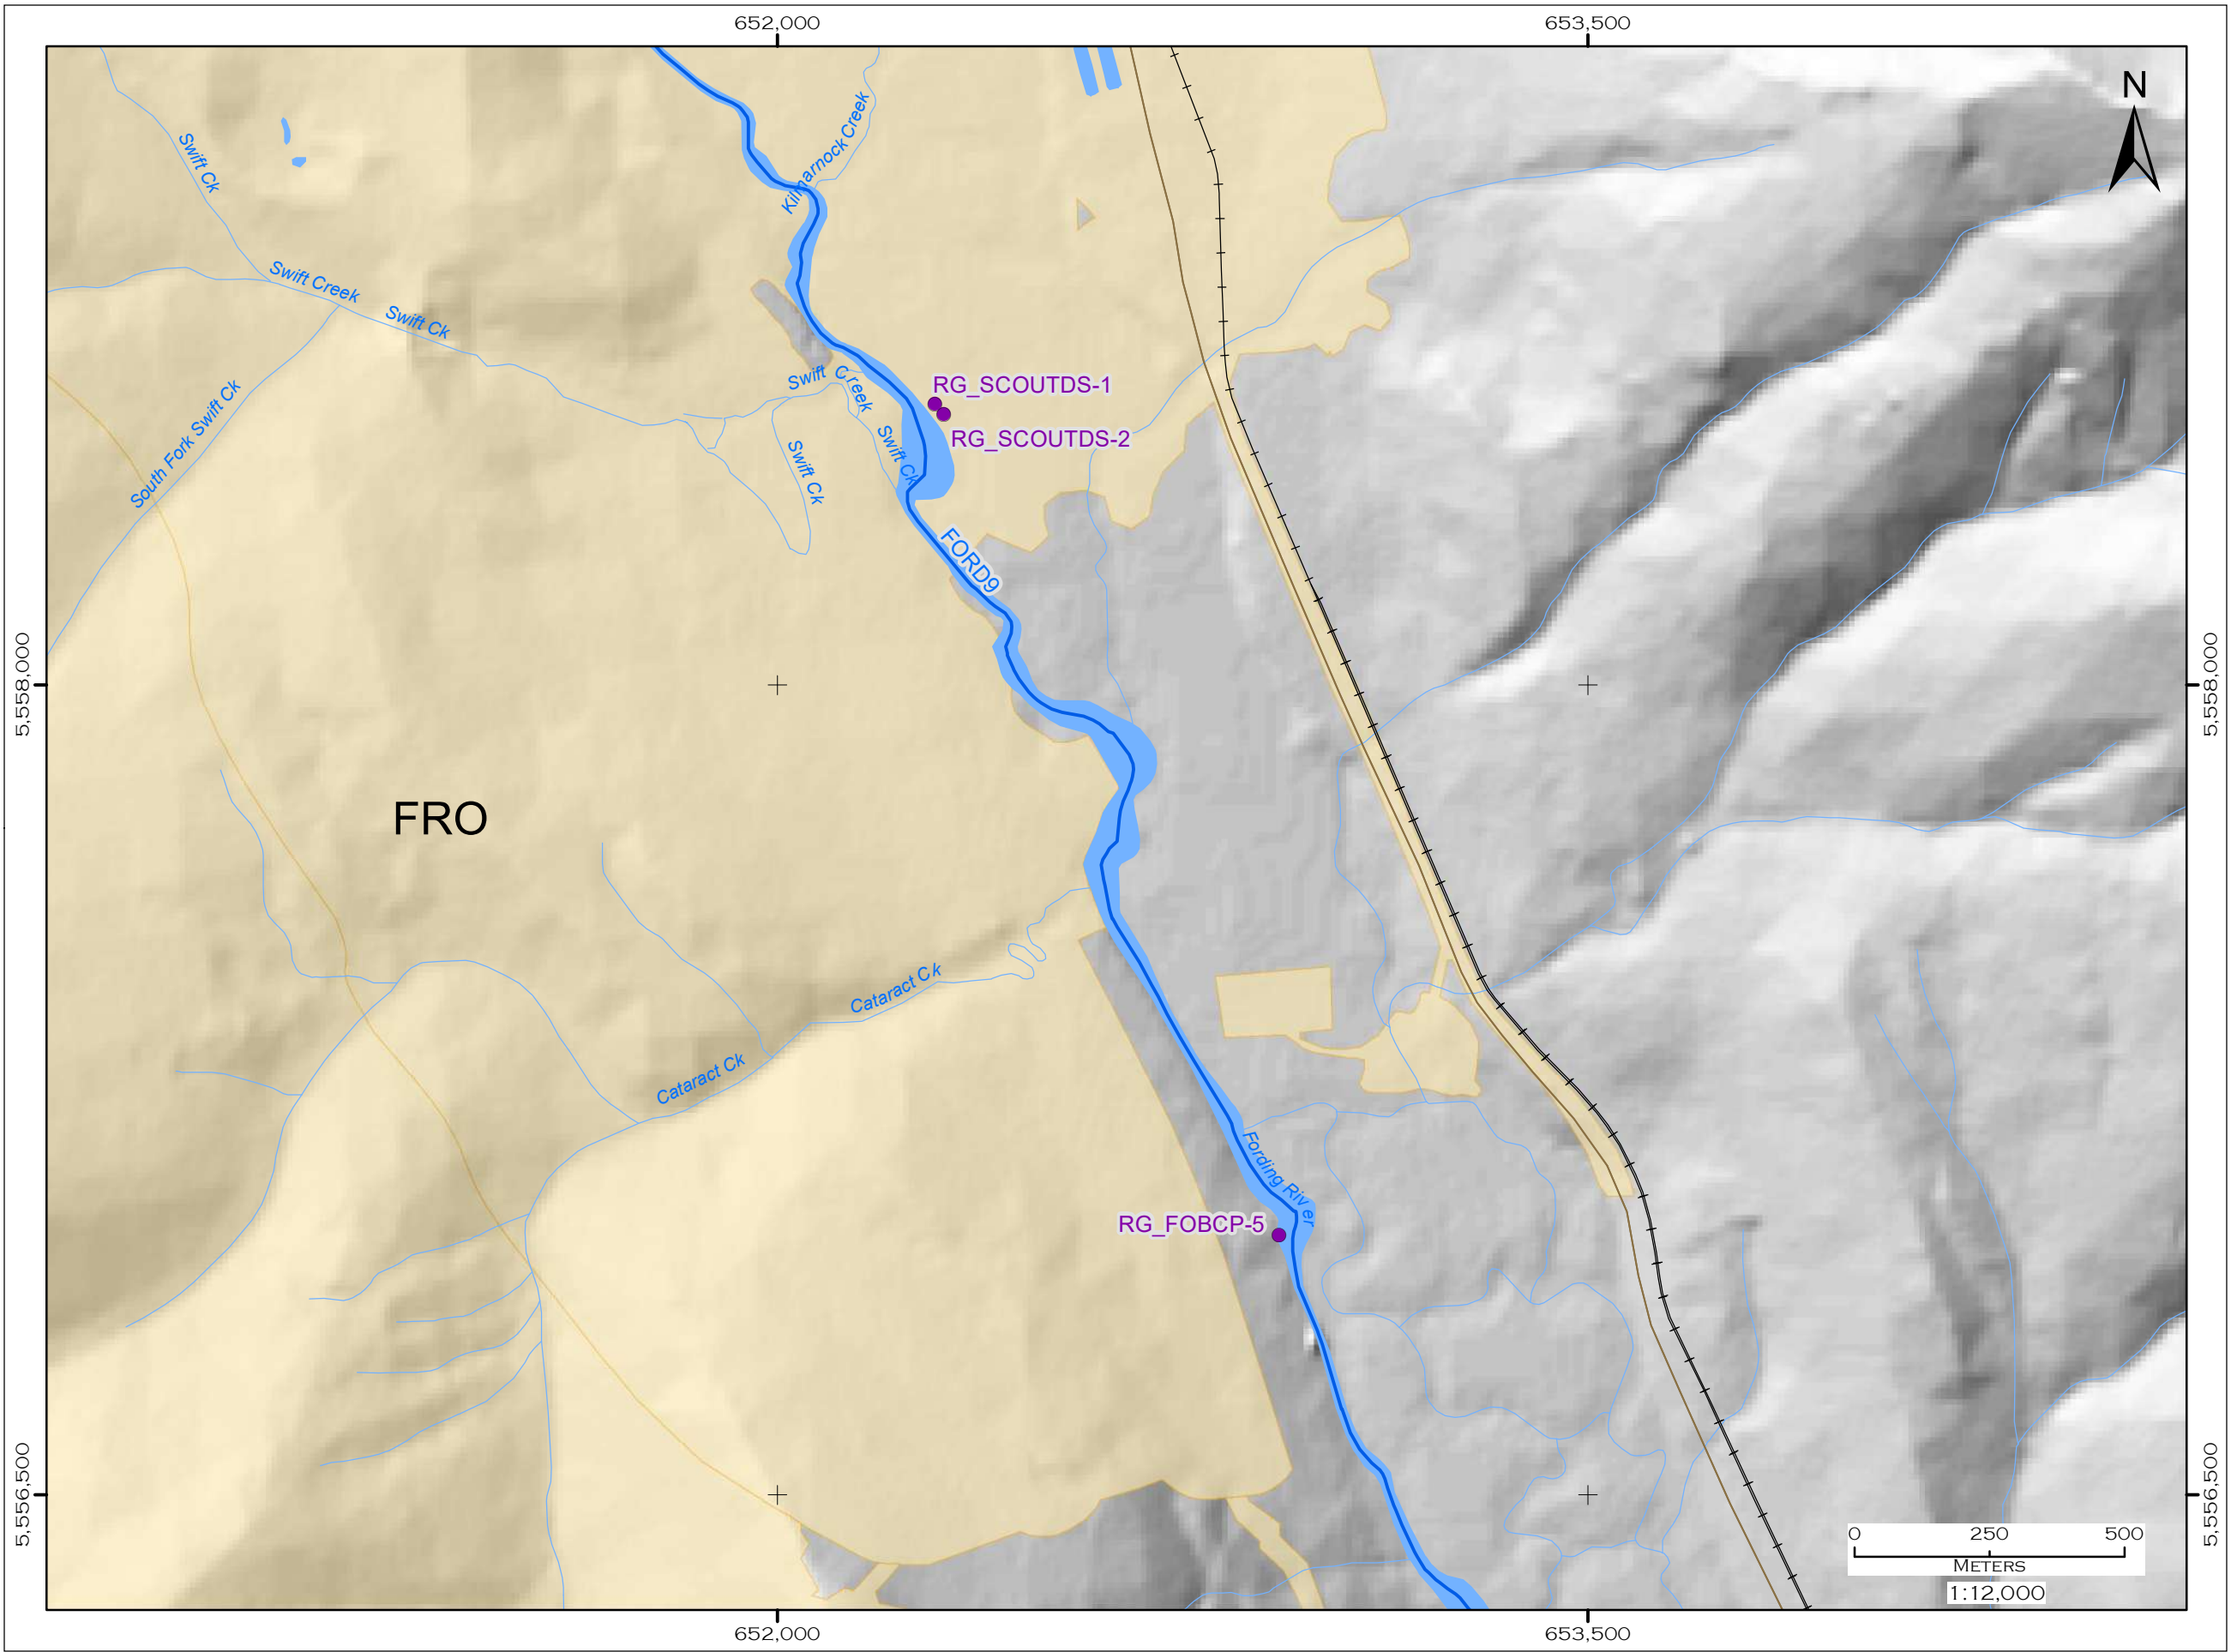 652,000
653,500
N
Kilmarnock Creek
Swift Ck
Swift Creek
Swift Ck
Swift Creek
RG_SCOUTDS-1
South Fork Swift Ck
RG_SCOUTDS-2
Swift Ck
Swift Ck
FORD9
5,558,000
5,558,000
FRO
Cataract Ck
Cataract Ck
Fording River
RG_FOBCP-5
5,556,500
5,556,500
0 250 500
METERS
1:12,000
652,000
653,500